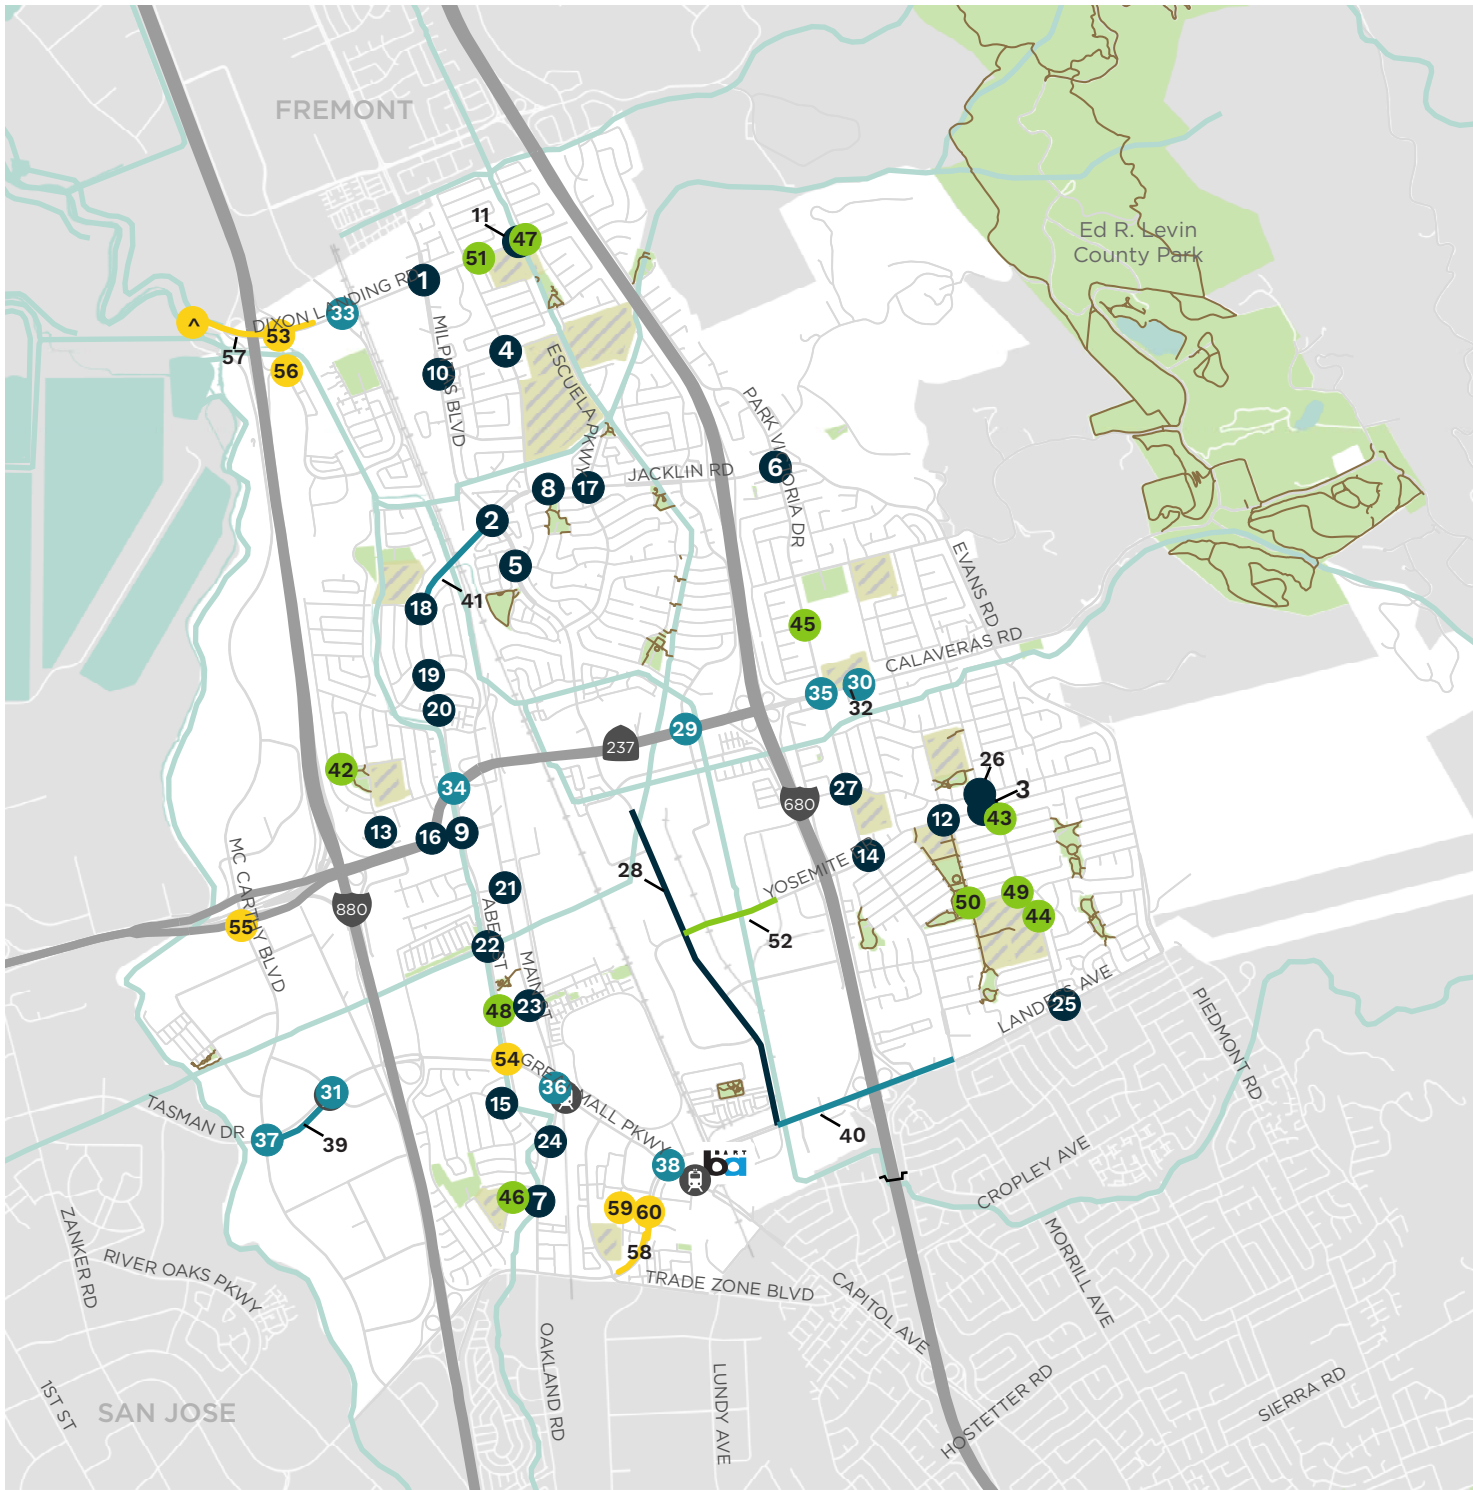 FREMONT
11
47
51
Ed R. Levin
County Park
1
DIXON LANDING RD
33
^
53
57
56
MILPITAS BLVD
4
10
ESCUELA PKWY
PARK VICTORIA DR
JACKLIN RD
6
8
17
2
5
EVANS RD
41
18
45
CALAVERAS RD
19
30
35
32
20
29
237
26
42
34
27
3
680
43
12
13
16
9
14
YOSEMITE DR
MC CARTHY BLVD
28
21
49
50
880
44
55
ABEL ST
52
22
MAIN ST
LANDESS AVE
PIEDMONT RD
25
48
23
54
GREAT MALL PKWY
36
31
TASMAN DR
15
37
39
40
24
BART
ba
38
CROPLEY AVE
46
7
59
60
ZANKER RD
MORRILL AVE
58
RIVER OAKS PKWY
TRADE ZONE BLVD
CAPITOL AVE
OAKLAND RD
LUNDY AVE
HOSTETTER RD
SIERRA RD
1ST ST
SAN JOSE